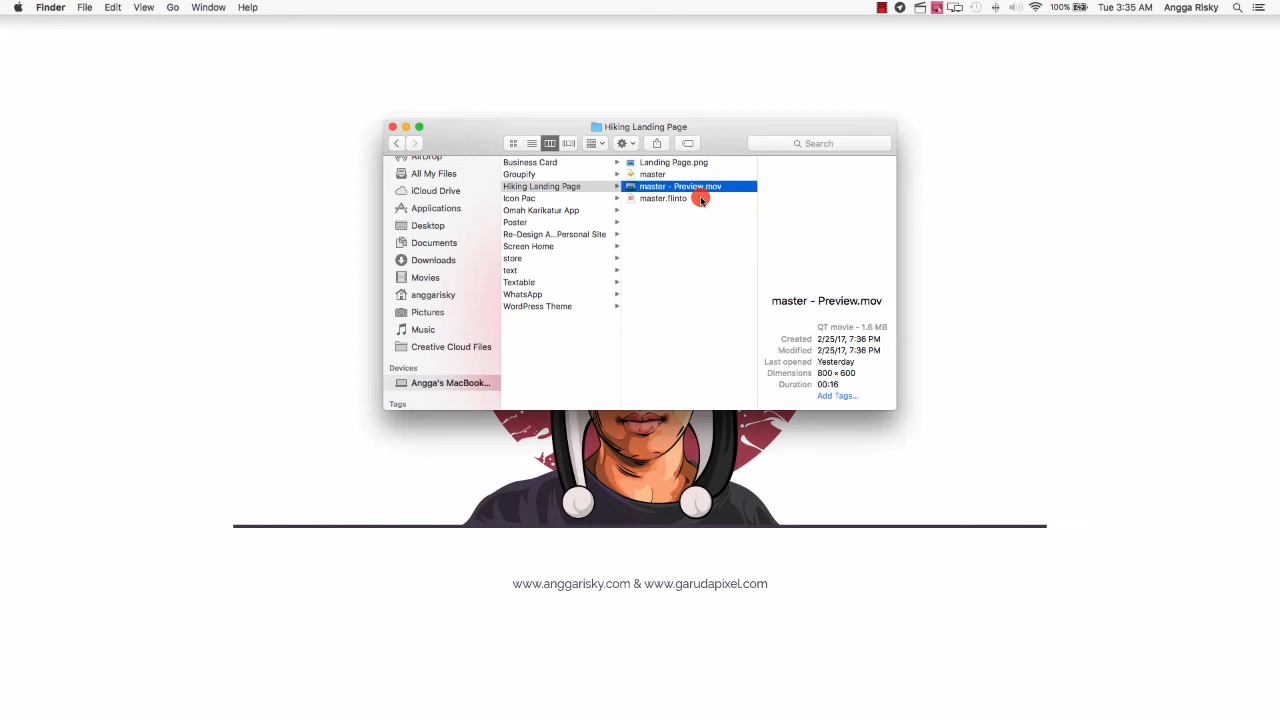 Finder File Edit View Go Window Help 100% Tue 3:35 AM Angga Risky
Hiking Landing Page
Search
AirDrop
All My Files
iCloud Drive
Applications
Desktop
Documents
Downloads
Movies
anggarisky
Pictures
Music
Creative Cloud Files
Devices
Angga's MacBook...
Tags
Business Card
Groupify
Hiking Landing Page
Icon Pac
Omah Karikatur App
Poster
Re-Design A...Personal Site
Screen Home
store
text
Textable
WhatsApp
WordPress Theme
Landing Page.png
master
master - Preview.mov
master.flinto
master - Preview.mov
QT movie - 1.6 MB
Created 2/25/17, 7:36 PM
Modified 2/25/17, 7:36 PM
Last opened Yesterday
Dimensions 800 × 600
Duration 00:16
Add Tags...
www.anggarisky.com & www.garudapixel.com